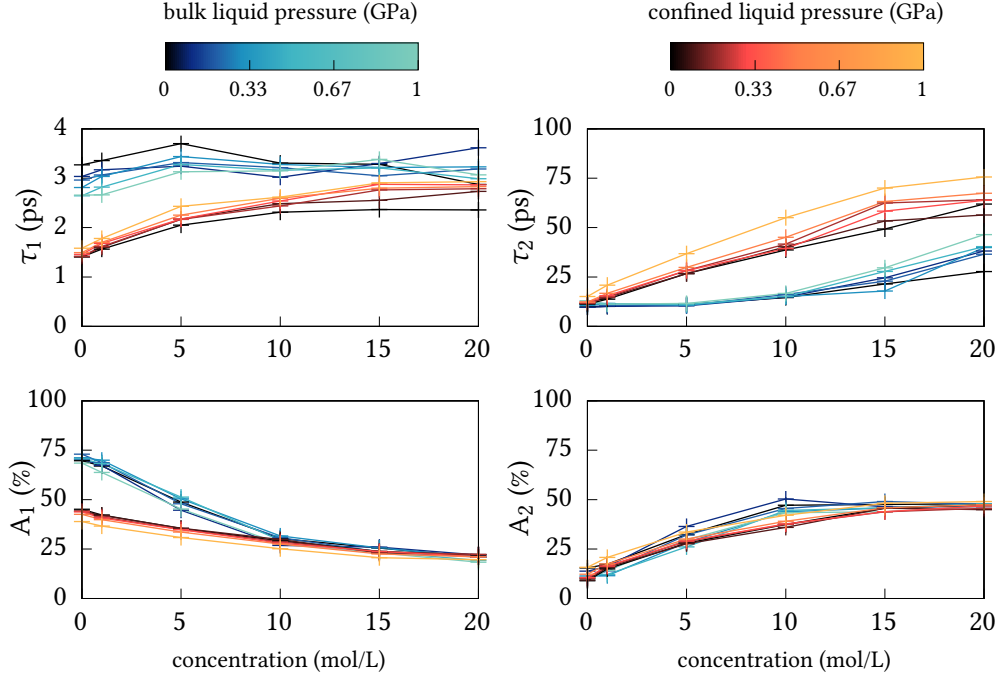 bulk liquid pressure (GPa)
confined liquid pressure (GPa)
0 0.33 0.67 1
0 0.33 0.67 1
4
3
2
1
0
τ1 (ps)
0 5 10 15 20
100
75
50
25
0
τ2 (ps)
0 5 10 15 20
100
75
50
25
0
A1 (%)
0 5 10 15 20
concentration (mol/L)
100
75
50
25
0
A2 (%)
0 5 10 15 20
concentration (mol/L)